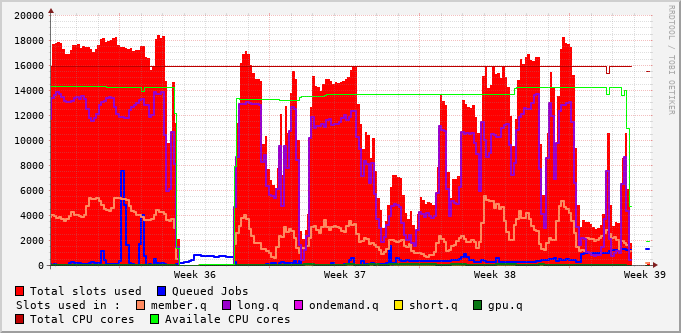 20000
18000
16000
14000
12000
10000
8000
6000
4000
2000
0
Week 36 Week 37 Week 38 Week 39
RRDTOOL / TOBI OETIKER
Total slots used Queued Jobs
Slots used in : member.q long.q ondemand.q short.q gpu.q
Total CPU cores Availale CPU cores